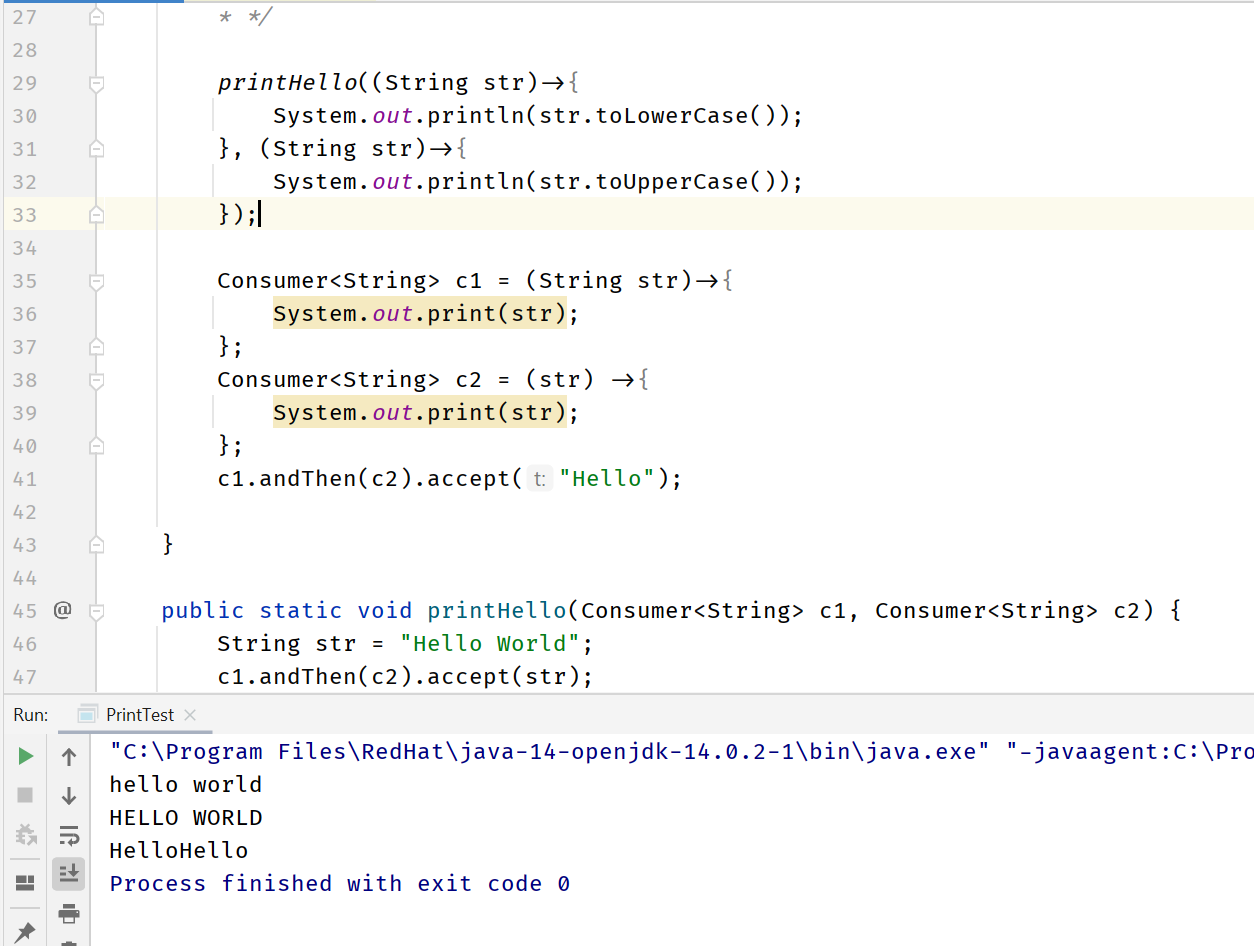 27 * */
28
29 printHello((String str)->{
30 System.out.println(str.toLowerCase());
31 }, (String str)->{
32 System.out.println(str.toUpperCase());
33 });
34
35 Consumer<String> c1 = (String str)->{
36 System.out.print(str);
37 };
38 Consumer<String> c2 = (str) ->{
39 System.out.print(str);
40 };
41 c1.andThen(c2).accept( t: "Hello");
42
43 }
44
45 @ public static void printHello(Consumer<String> c1, Consumer<String> c2) {
46 String str = "Hello World";
47 c1.andThen(c2).accept(str);
Run: PrintTest
"C:\Program Files\RedHat\java-14-openjdk-14.0.2-1\bin\java.exe" "-javaagent:C:\Pro
hello world
HELLO WORLD
HelloHello
Process finished with exit code 0